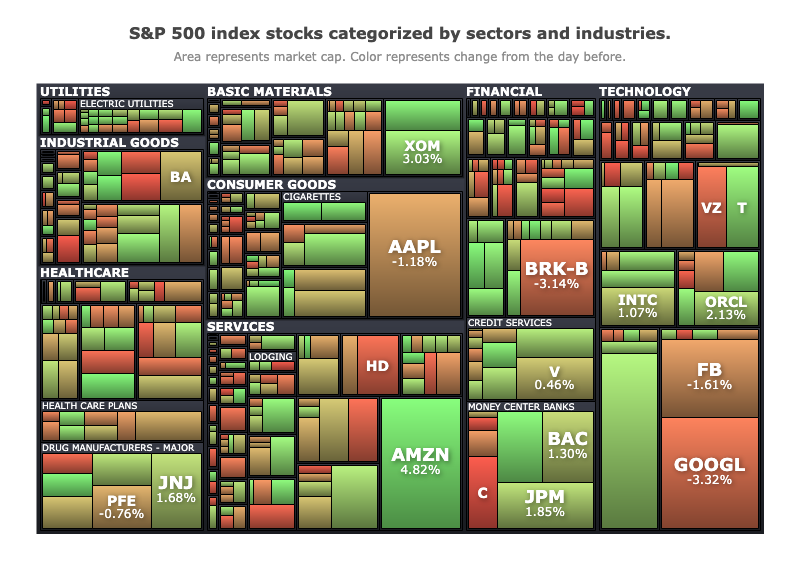 S&P 500 index stocks categorized by sectors and industries.
Area represents market cap. Color represents change from the day before.
UTILITIES
ELECTRIC UTILITIES
INDUSTRIAL GOODS
BA
HEALTHCARE
HEALTH CARE PLANS
DRUG MANUFACTURERS - MAJOR
PFE
-0.76%
JNJ
1.68%
BASIC MATERIALS
XOM
3.03%
CONSUMER GOODS
CIGARETTES
AAPL
-1.18%
SERVICES
LODGING
HD
AMZN
4.82%
FINANCIAL
BRK-B
-3.14%
CREDIT SERVICES
V
0.46%
MONEY CENTER BANKS
C
BAC
1.30%
JPM
1.85%
TECHNOLOGY
VZ
T
INTC
1.07%
ORCL
2.13%
FB
-1.61%
GOOGL
-3.32%